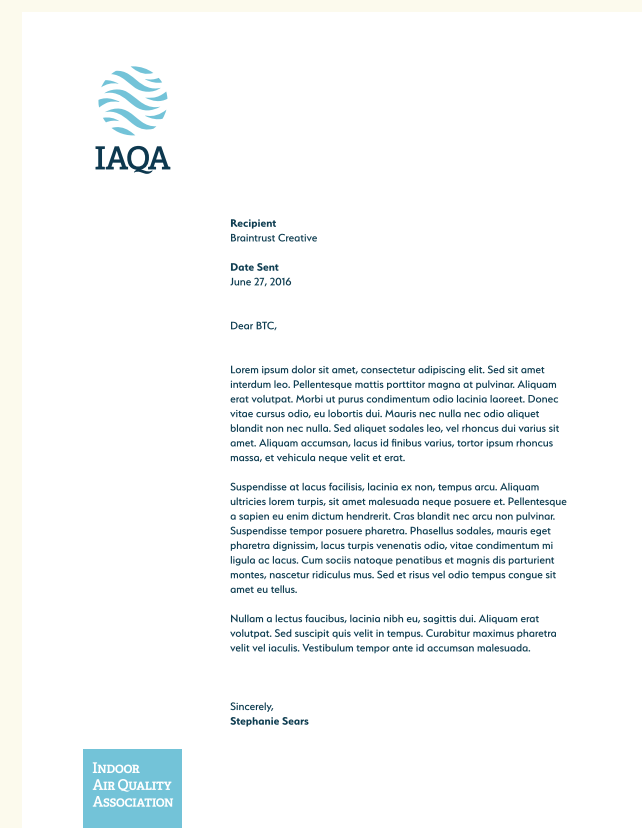 IAQA
Recipient
Braintrust Creative
Date Sent
June 27, 2016
Dear BTC,
Lorem ipsum dolor sit amet, consectetur adipiscing elit. Sed sit amet
interdum leo. Pellentesque mattis porttitor magna at pulvinar. Aliquam
erat volutpat. Morbi ut purus condimentum odio lacinia laoreet. Donec
vitae cursus odio, eu lobortis dui. Mauris nec nulla nec odio aliquet
blandit non nec nulla. Sed aliquet sodales leo, vel rhoncus dui varius sit
amet. Aliquam accumsan, lacus id finibus varius, tortor ipsum rhoncus
massa, et vehicula neque velit et erat.
Suspendisse at lacus facilisis, lacinia ex non, tempus arcu. Aliquam
ultricies lorem turpis, sit amet malesuada neque posuere et. Pellentesque
a sapien eu enim dictum hendrerit. Cras blandit nec arcu non pulvinar.
Suspendisse tempor posuere pharetra. Phasellus sodales, mauris eget
pharetra dignissim, lacus turpis venenatis odio, vitae condimentum mi
ligula ac lacus. Cum sociis natoque penatibus et magnis dis parturient
montes, nascetur ridiculus mus. Sed et risus vel odio tempus congue sit
amet eu tellus.
Nullam a lectus faucibus, lacinia nibh eu, sagittis dui. Aliquam erat
volutpat. Sed suscipit quis velit in tempus. Curabitur maximus pharetra
velit vel iaculis. Vestibulum tempor ante id accumsan malesuada.
Sincerely,
Stephanie Sears
Indoor
Air Quality
Association